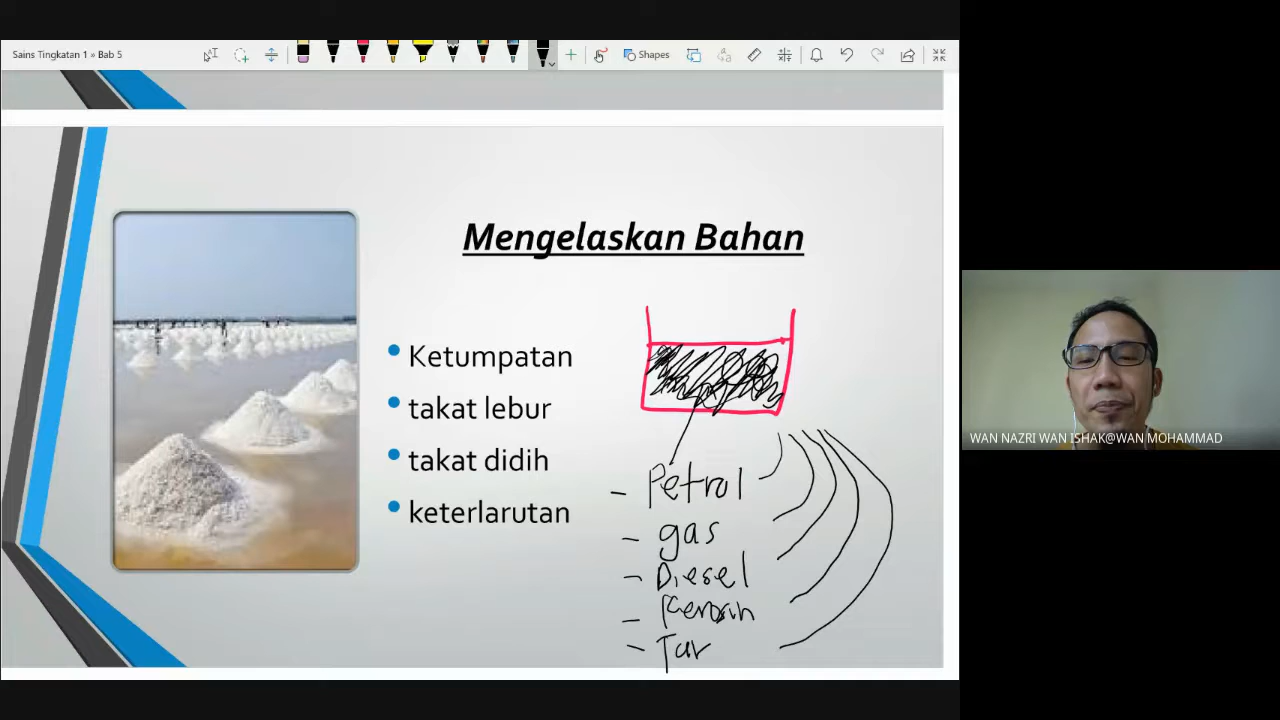 Sains Tingkatan 1 » Bab 5
Shapes
Mengelaskan Bahan
• Ketumpatan
• takat lebur
• takat didih
• keterlarutan
- Petrol
- gas
- Diesel
- Kerosin
- Tar
WAN NAZRI WAN ISHAK@WAN MOHAMMAD